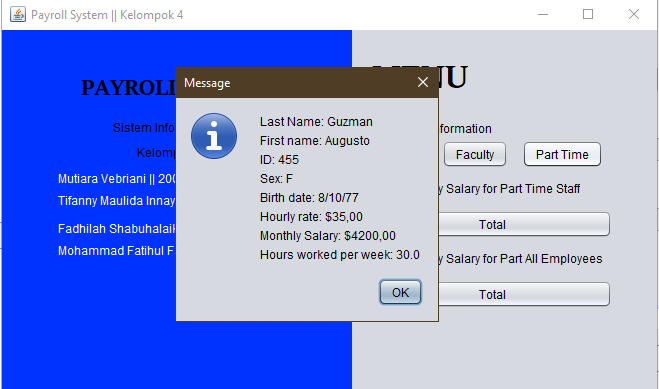 Payroll System || Kelompok 4
PAYROLL
MENU
Sistem Info
Kelomp
Mutiara Vebriani || 200
Tifanny Maulida Innay
Fadhilah Shabuhalaik
Mohammad Fatihul F
Message
Last Name: Guzman
First name: Augusto
ID: 455
Sex: F
Birth date: 8/10/77
Hourly rate: $35,00
Monthly Salary: $4200,00
Hours worked per week: 30.0
OK
formation
Faculty
Part Time
y Salary for Part Time Staff
Total
y Salary for Part All Employees
Total